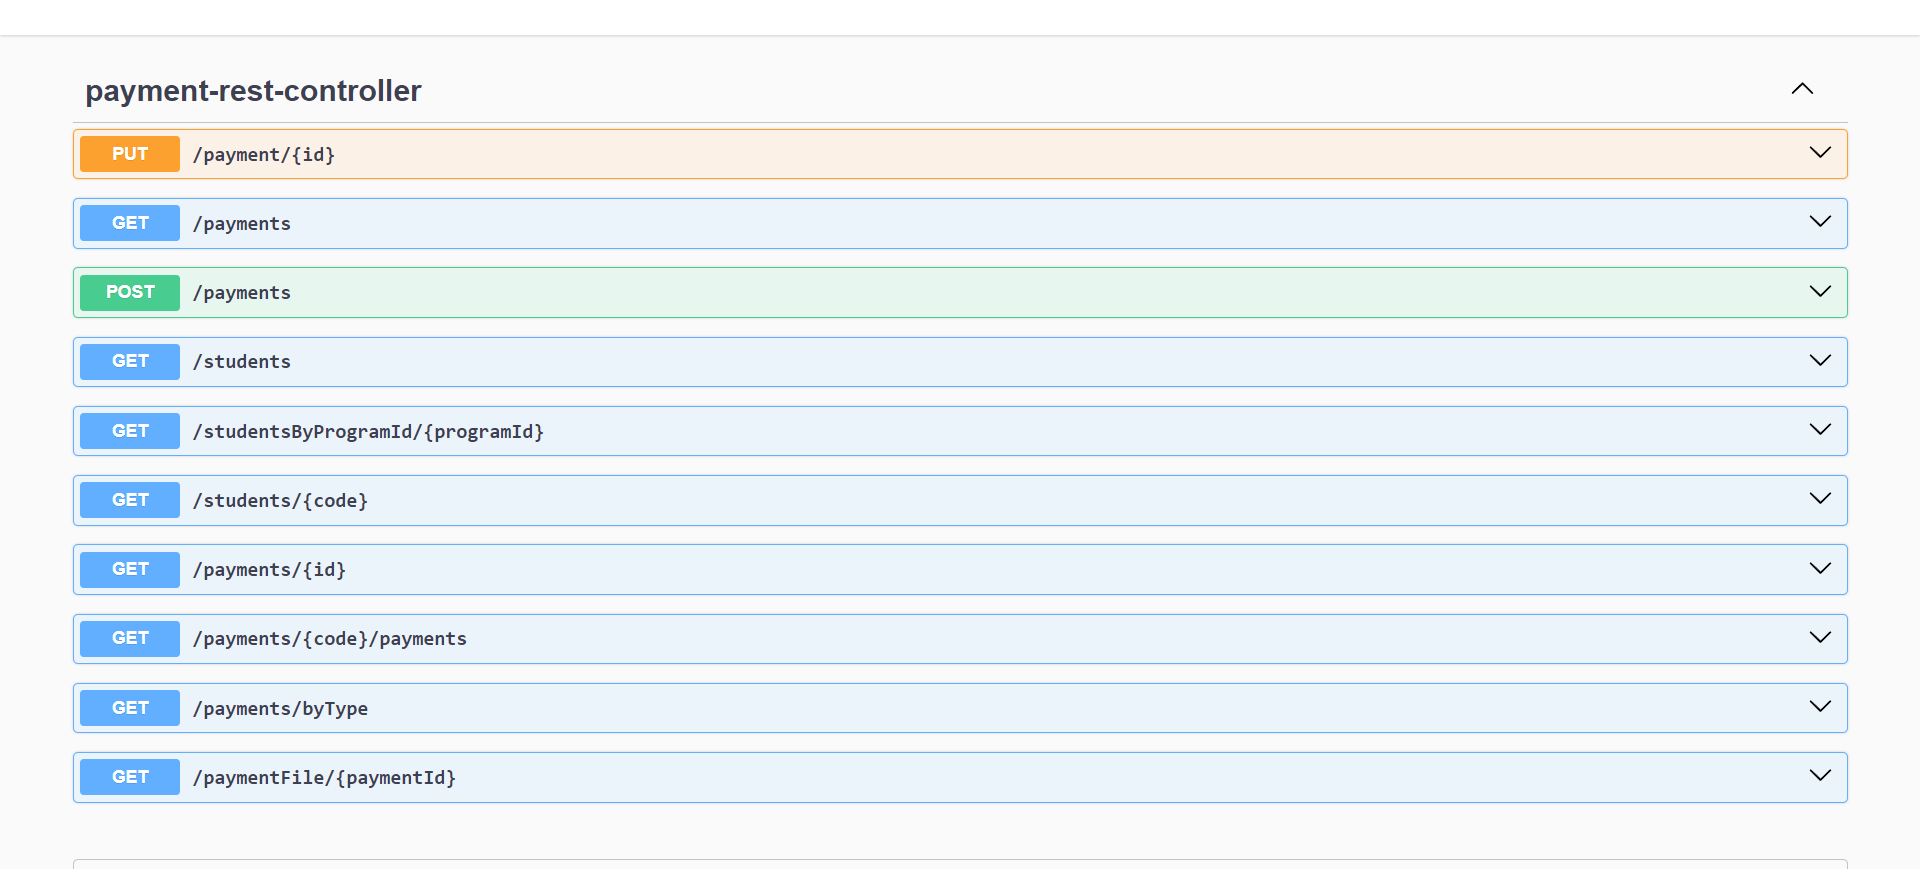 payment-rest-controller
PUT /payment/{id}
GET /payments
POST /payments
GET /students
GET /studentsByProgramId/{programId}
GET /students/{code}
GET /payments/{id}
GET /payments/{code}/payments
GET /payments/byType
GET /paymentFile/{paymentId}